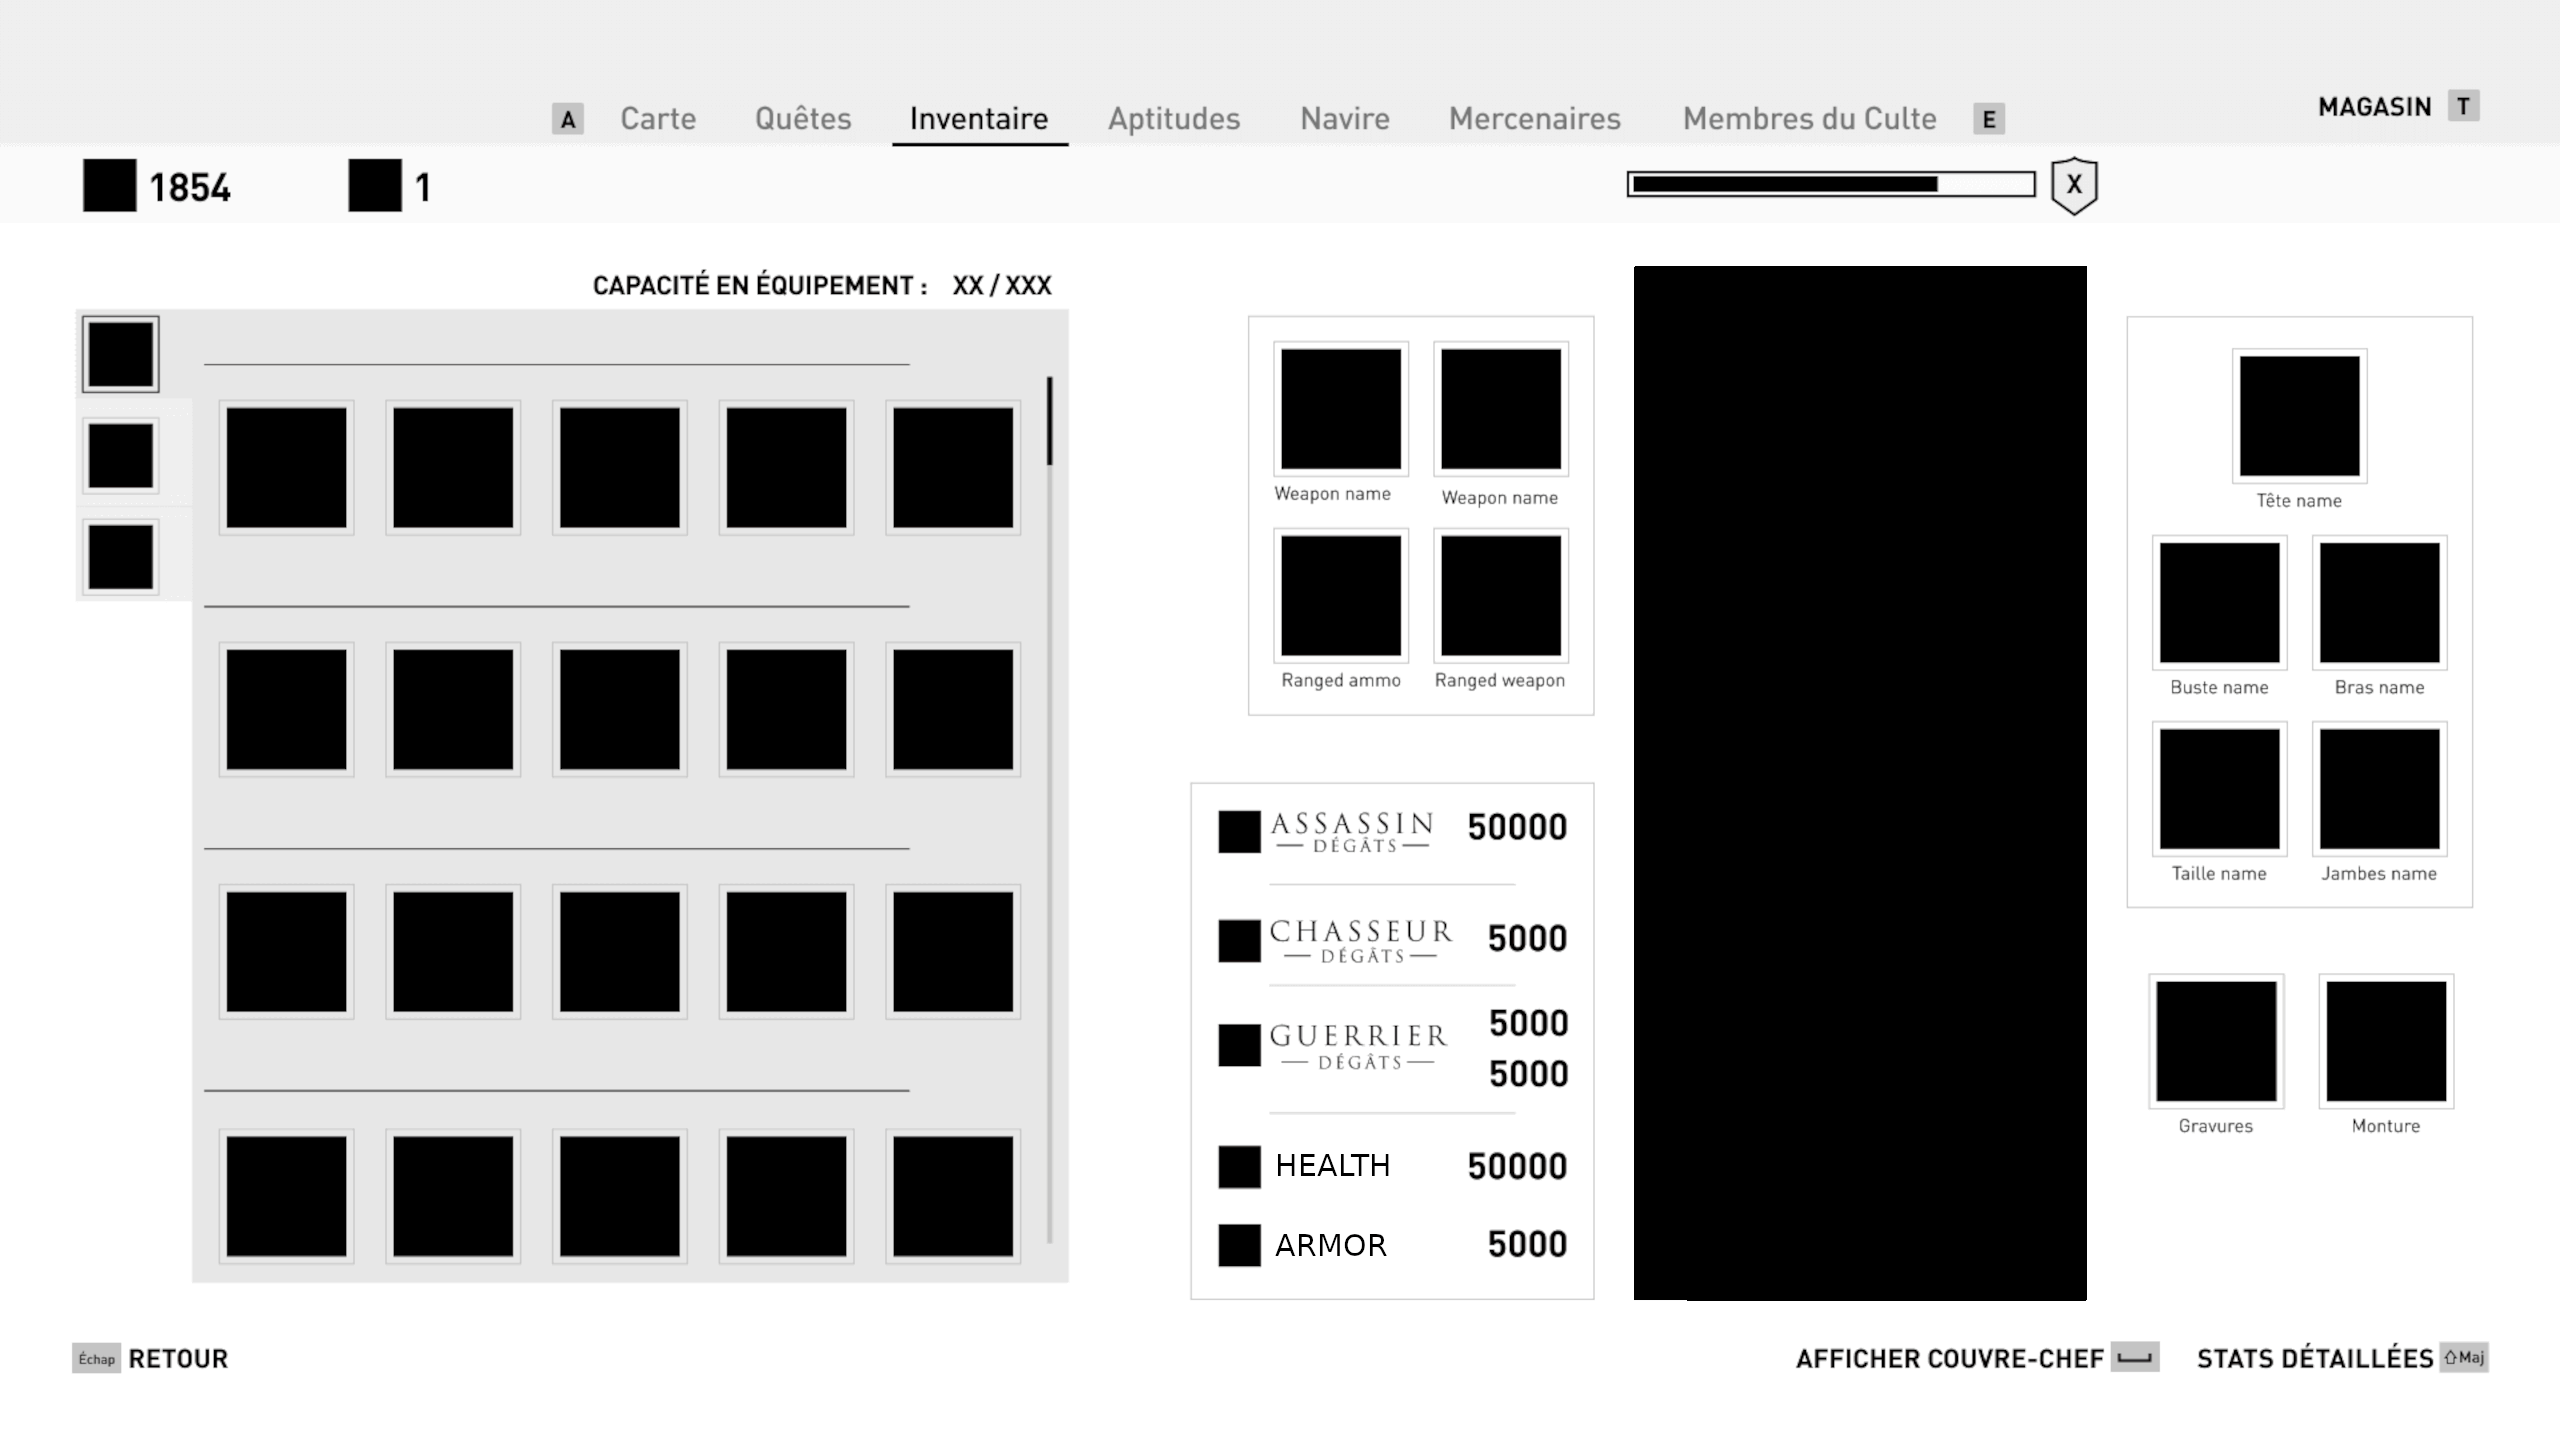 A Carte Quêtes Inventaire Aptitudes Navire Mercenaires Membres du Culte E
MAGASIN T
1854 1
X
CAPACITÉ EN ÉQUIPEMENT : XX / XXX
Weapon name Weapon name
Ranged ammo Ranged weapon
ASSASSIN 50000
DÉGÂTS
CHASSEUR 5000
DÉGÂTS
GUERRIER 5000
DÉGÂTS 5000
HEALTH 50000
ARMOR 5000
Tête name
Buste name Bras name
Taille name Jambes name
Gravures Monture
Échap RETOUR
AFFICHER COUVRE-CHEF STATS DÉTAILLÉES Maj